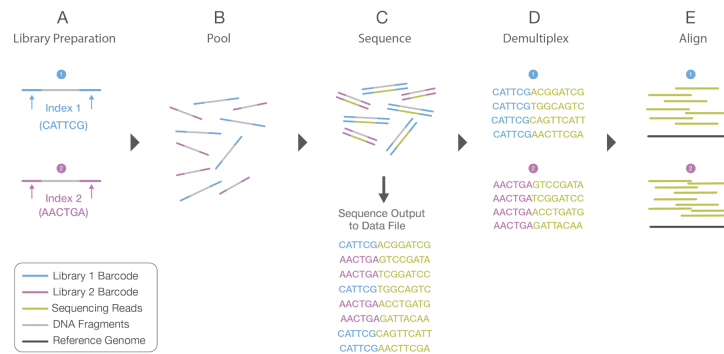 A
Library Preparation
1
Index 1
(CATTCG)
2
Index 2
(AACTGA)
B
Pool
C
Sequence
Sequence Output
to Data File
CATTCGACGGATCG
AACTGAGTCCGATA
AACTGATCGGATCC
CATTCGTGGCAGTC
AACTGAACCTGATG
AACTGAGATTACAA
CATTCGCAGTTCATT
CATTCGAACTTCGA
D
Demultiplex
1
CATTCGACGGATCG
CATTCGTGGCAGTC
CATTCGCAGTTCATT
CATTCGAACTTCGA
2
AACTGAGTCCGATA
AACTGATCGGATCC
AACTGAACCTGATG
AACTGAGATTACAA
E
Align
1
2
Library 1 Barcode
Library 2 Barcode
Sequencing Reads
DNA Fragments
Reference Genome